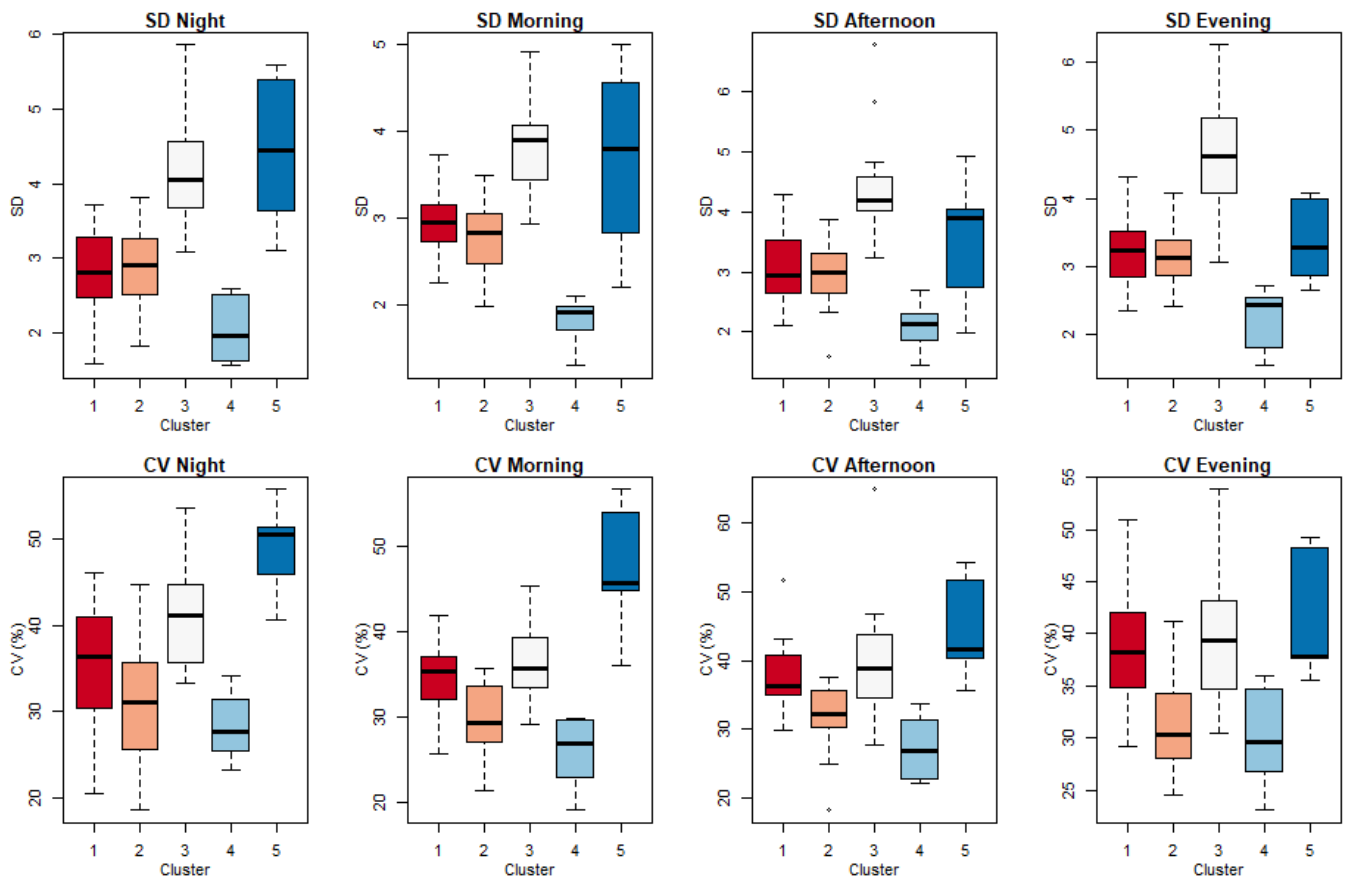 SD Night
SD Morning
SD Afternoon
SD Evening
SD
6
5
4
3
2
1 2 3 4 5
Cluster
SD
5
4
3
2
1 2 3 4 5
Cluster
SD
6
5
4
3
2
1 2 3 4 5
Cluster
SD
6
5
4
3
2
1 2 3 4 5
Cluster
CV Night
CV Morning
CV Afternoon
CV Evening
CV (%)
50
40
30
20
1 2 3 4 5
Cluster
CV (%)
50
40
30
20
1 2 3 4 5
Cluster
CV (%)
60
50
40
30
20
1 2 3 4 5
Cluster
CV (%)
55
50
45
40
35
30
25
1 2 3 4 5
Cluster